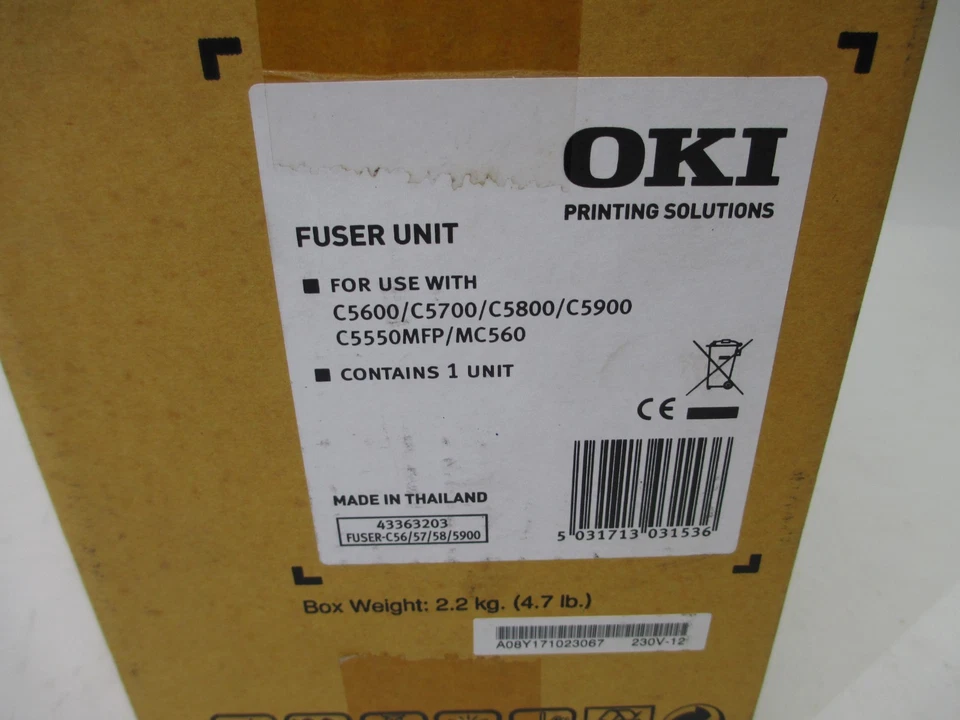 OKI
PRINTING SOLUTIONS
FUSER UNIT
■ FOR USE WITH
C5600/C5700/C5800/C5900
C5550MFP/MC560
■ CONTAINS 1 UNIT
CE
MADE IN THAILAND
43363203
FUSER-C56/57/58/5900
5 031713 031536
Box Weight: 2.2 kg. (4.7 lb.)
A08Y171023067 230V-12